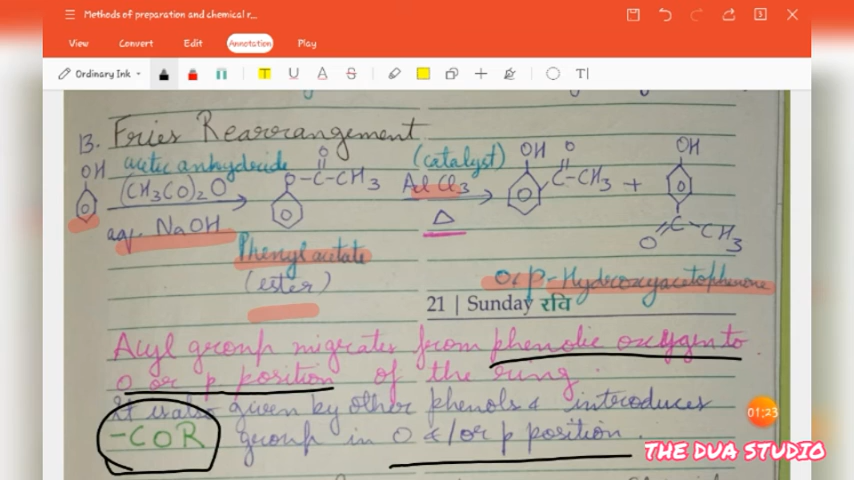 Methods of preparation and chemical r...
3
View Convert Edit Annotation Play
Ordinary Ink
13. Fries Rearrangement
OH acetic anhydride (catalyst)
(CH3CO)2O O-C-CH3 AlCl3 OH C-CH3 + OH
O O
aq. NaOH Δ
C-CH3
O
Phenyl acetate
(ester)
O & p-Hydroxyacetophenone
21 | Sunday रवि
Acyl group migrates from phenolic oxygen to
O or p position of the ring.
It is also given by other phenols & introduces
-COR group in O &/or p position.
01:23
THE DUA STUDIO